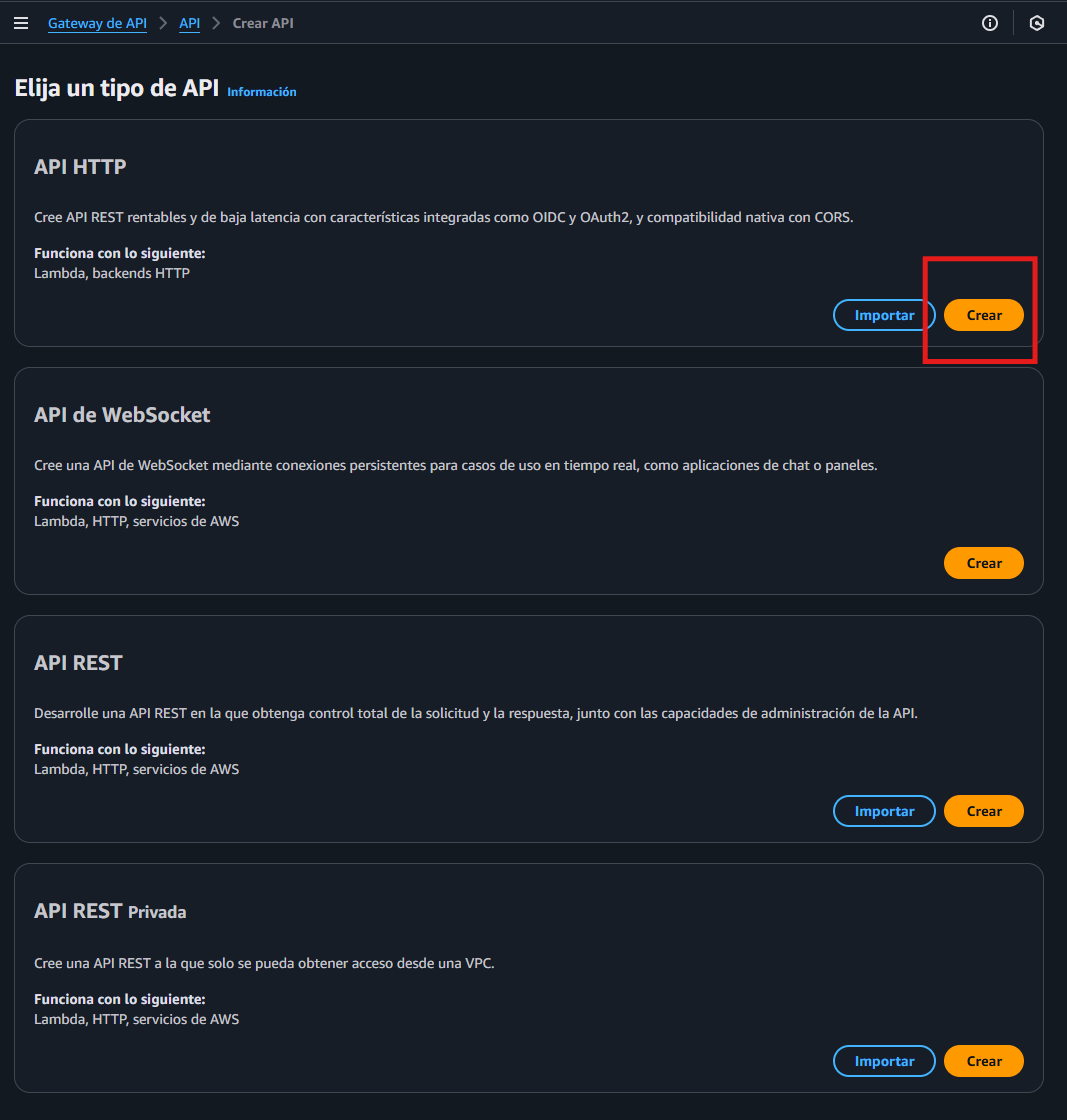 Gateway de API > API > Crear API
Elija un tipo de API Información
API HTTP
Cree API REST rentables y de baja latencia con características integradas como OIDC y OAuth2, y compatibilidad nativa con CORS.
Funciona con lo siguiente:
Lambda, backends HTTP
Importar Crear
API de WebSocket
Cree una API de WebSocket mediante conexiones persistentes para casos de uso en tiempo real, como aplicaciones de chat o paneles.
Funciona con lo siguiente:
Lambda, HTTP, servicios de AWS
Crear
API REST
Desarrolle una API REST en la que obtenga control total de la solicitud y la respuesta, junto con las capacidades de administración de la API.
Funciona con lo siguiente:
Lambda, HTTP, servicios de AWS
Importar Crear
API REST Privada
Cree una API REST a la que solo se pueda obtener acceso desde una VPC.
Funciona con lo siguiente:
Lambda, HTTP, servicios de AWS
Importar Crear